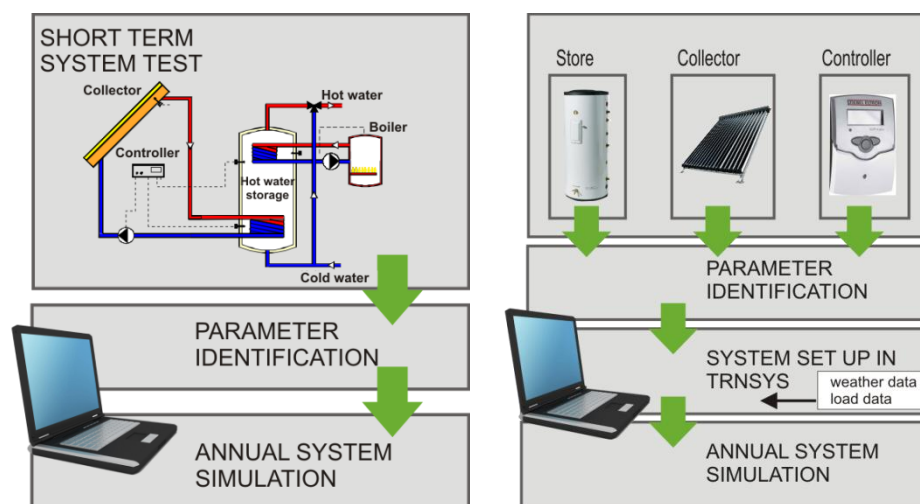 SHORT TERM
SYSTEM TEST
Collector
Hot water
Boiler
Controller
Hot water
storage
Cold water
PARAMETER
IDENTIFICATION
ANNUAL SYSTEM
SIMULATION
Store
Collector
Controller
PARAMETER
IDENTIFICATION
SYSTEM SET UP IN
TRNSYS
weather data
load data
ANNUAL SYSTEM
SIMULATION